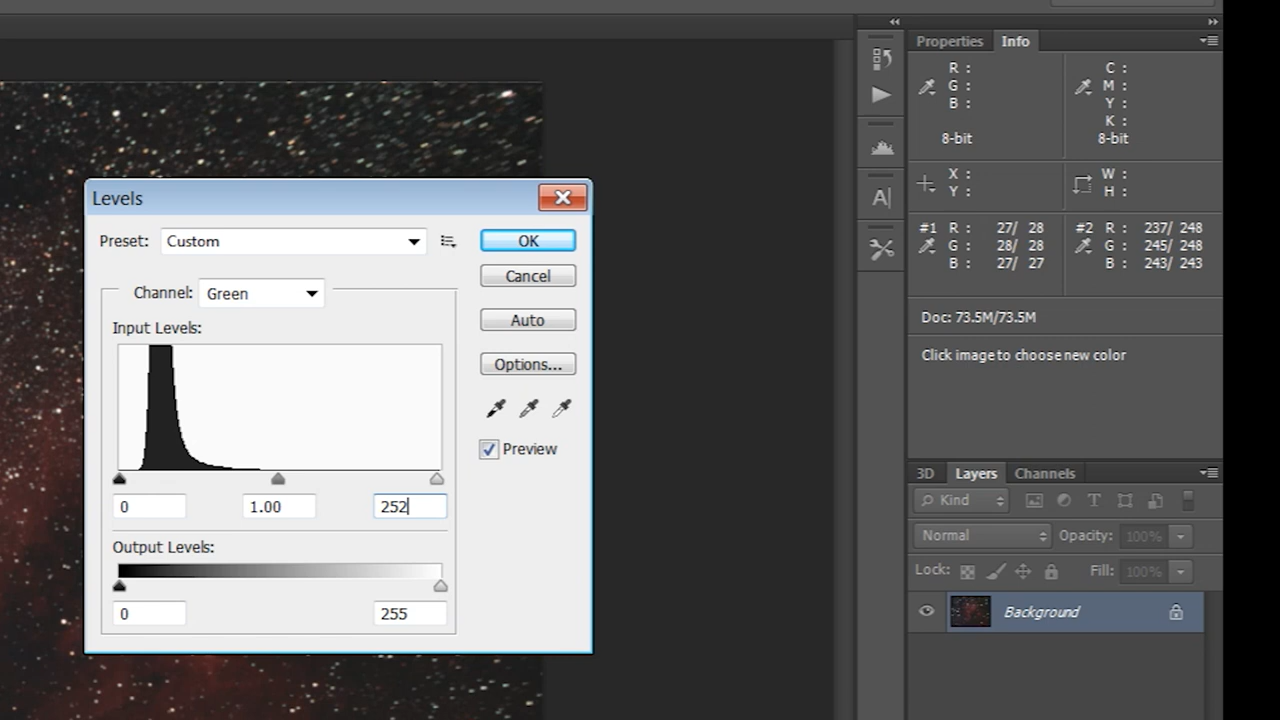 Properties Info
R :
G :
B :
8-bit
C :
M :
Y :
K :
8-bit
X :
Y :
W :
H :
#1 R : 27/ 28
G : 28/ 28
B : 27/ 27
#2 R : 237/ 248
G : 245/ 248
B : 243/ 243
Doc: 73.5M/73.5M
Click image to choose new color
Levels
Preset: Custom
OK
Cancel
Auto
Options...
Preview
Channel: Green
Input Levels:
0 1.00 252
Output Levels:
0 255
3D Layers Channels
Kind
T
Normal Opacity: 100%
Lock: Fill: 100%
Background
A|